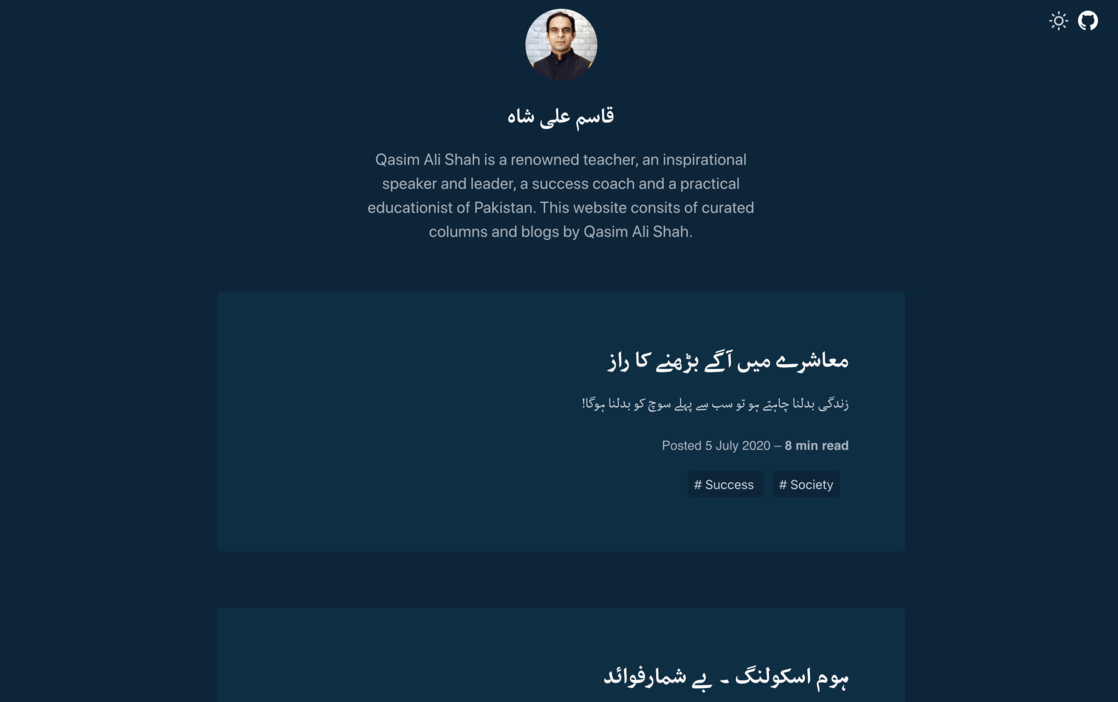 قاسم علی شاہ
Qasim Ali Shah is a renowned teacher, an inspirational
speaker and leader, a success coach and a practical
educationist of Pakistan. This website consits of curated
columns and blogs by Qasim Ali Shah.
معاشرے میں آگے بڑھنے کا راز
زندگی بدلنا چاہتے ہو تو سب سے پہلے سوچ کو بدلنا ہوگا!
Posted 5 July 2020 – 8 min read
# Success # Society
ہوم اسکولنگ ۔ بے شمارفوائد